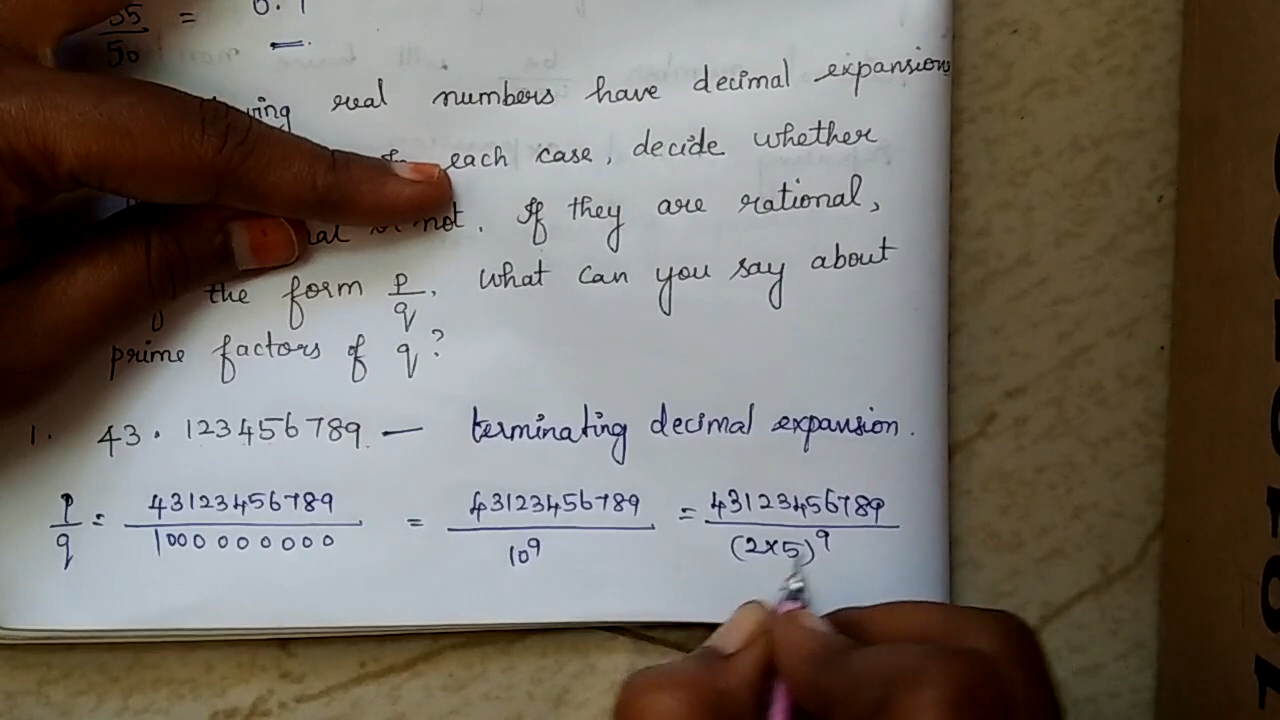 = 0.1
50
real numbers have decimal expansions
each case, decide whether
not. If they are rational,
the form p/q. What can you say about
prime factors of q?
1. 43.123456789 — terminating decimal expansion.
p/q = 43123456789/1000000000 = 43123456789/10⁹ = 43123456789/(2×5)⁹